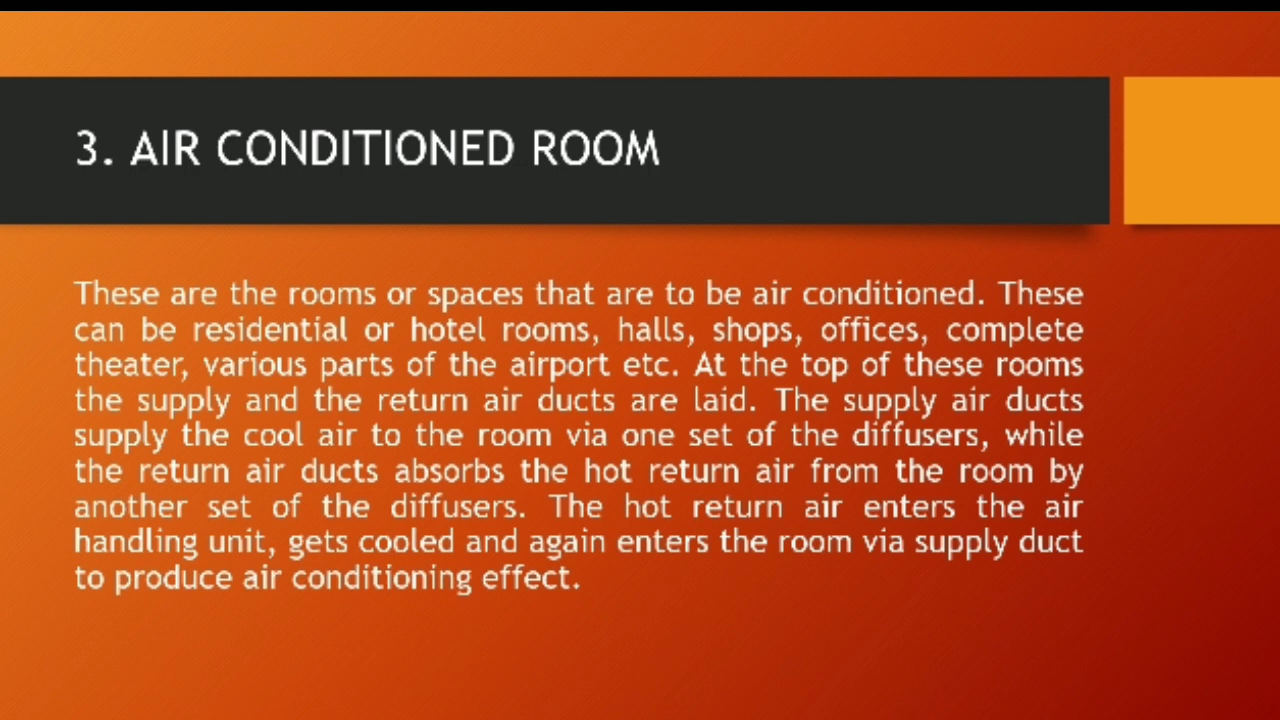 3. AIR CONDITIONED ROOM
These are the rooms or spaces that are to be air conditioned. These
can be residential or hotel rooms, halls, shops, offices, complete
theater, various parts of the airport etc. At the top of these rooms
the supply and the return air ducts are laid. The supply air ducts
supply the cool air to the room via one set of the diffusers, while
the return air ducts absorbs the hot return air from the room by
another set of the diffusers. The hot return air enters the air
handling unit, gets cooled and again enters the room via supply duct
to produce air conditioning effect.